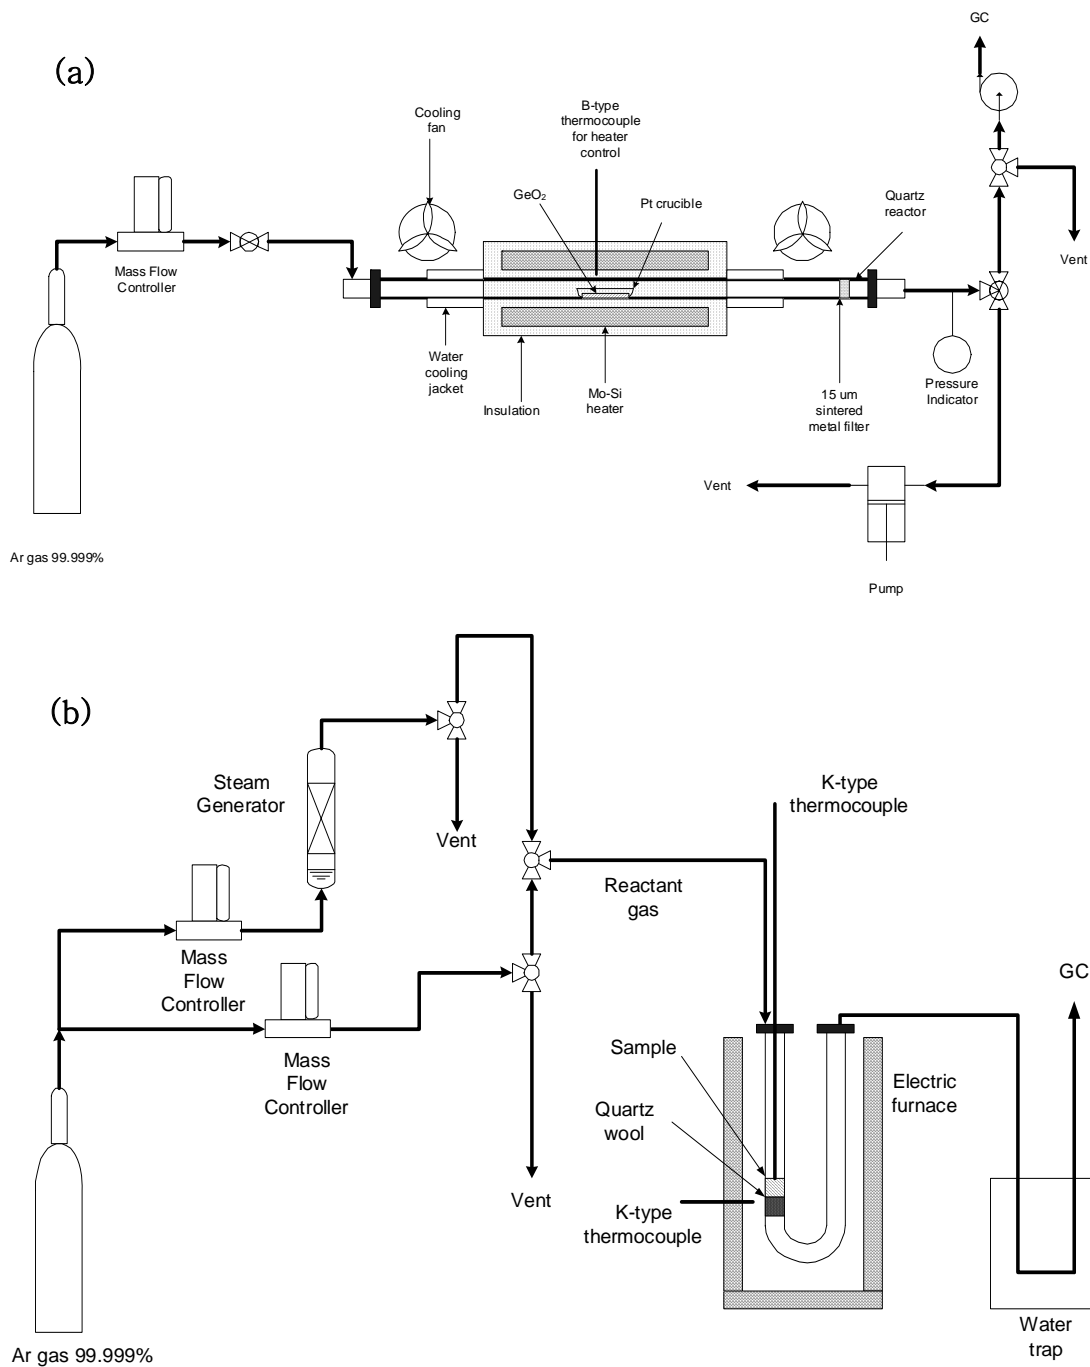 GC
(a)
Cooling
fan
B-type
thermocouple
for heater
control
GeO₂
Pt crucible
Quartz
reactor
Mass Flow
Controller
Vent
Water
cooling
jacket
Insulation
Mo-Si
heater
15 um
sintered
metal filter
Pressure
Indicator
Vent
Ar gas 99.999%
Pump
(b)
Steam
Generator
Vent
K-type
thermocouple
Reactant
gas
Mass
Flow
Controller
GC
Mass
Flow
Controller
Sample
Quartz
wool
Electric
furnace
Vent
K-type
thermocouple
Water
trap
Ar gas 99.999%